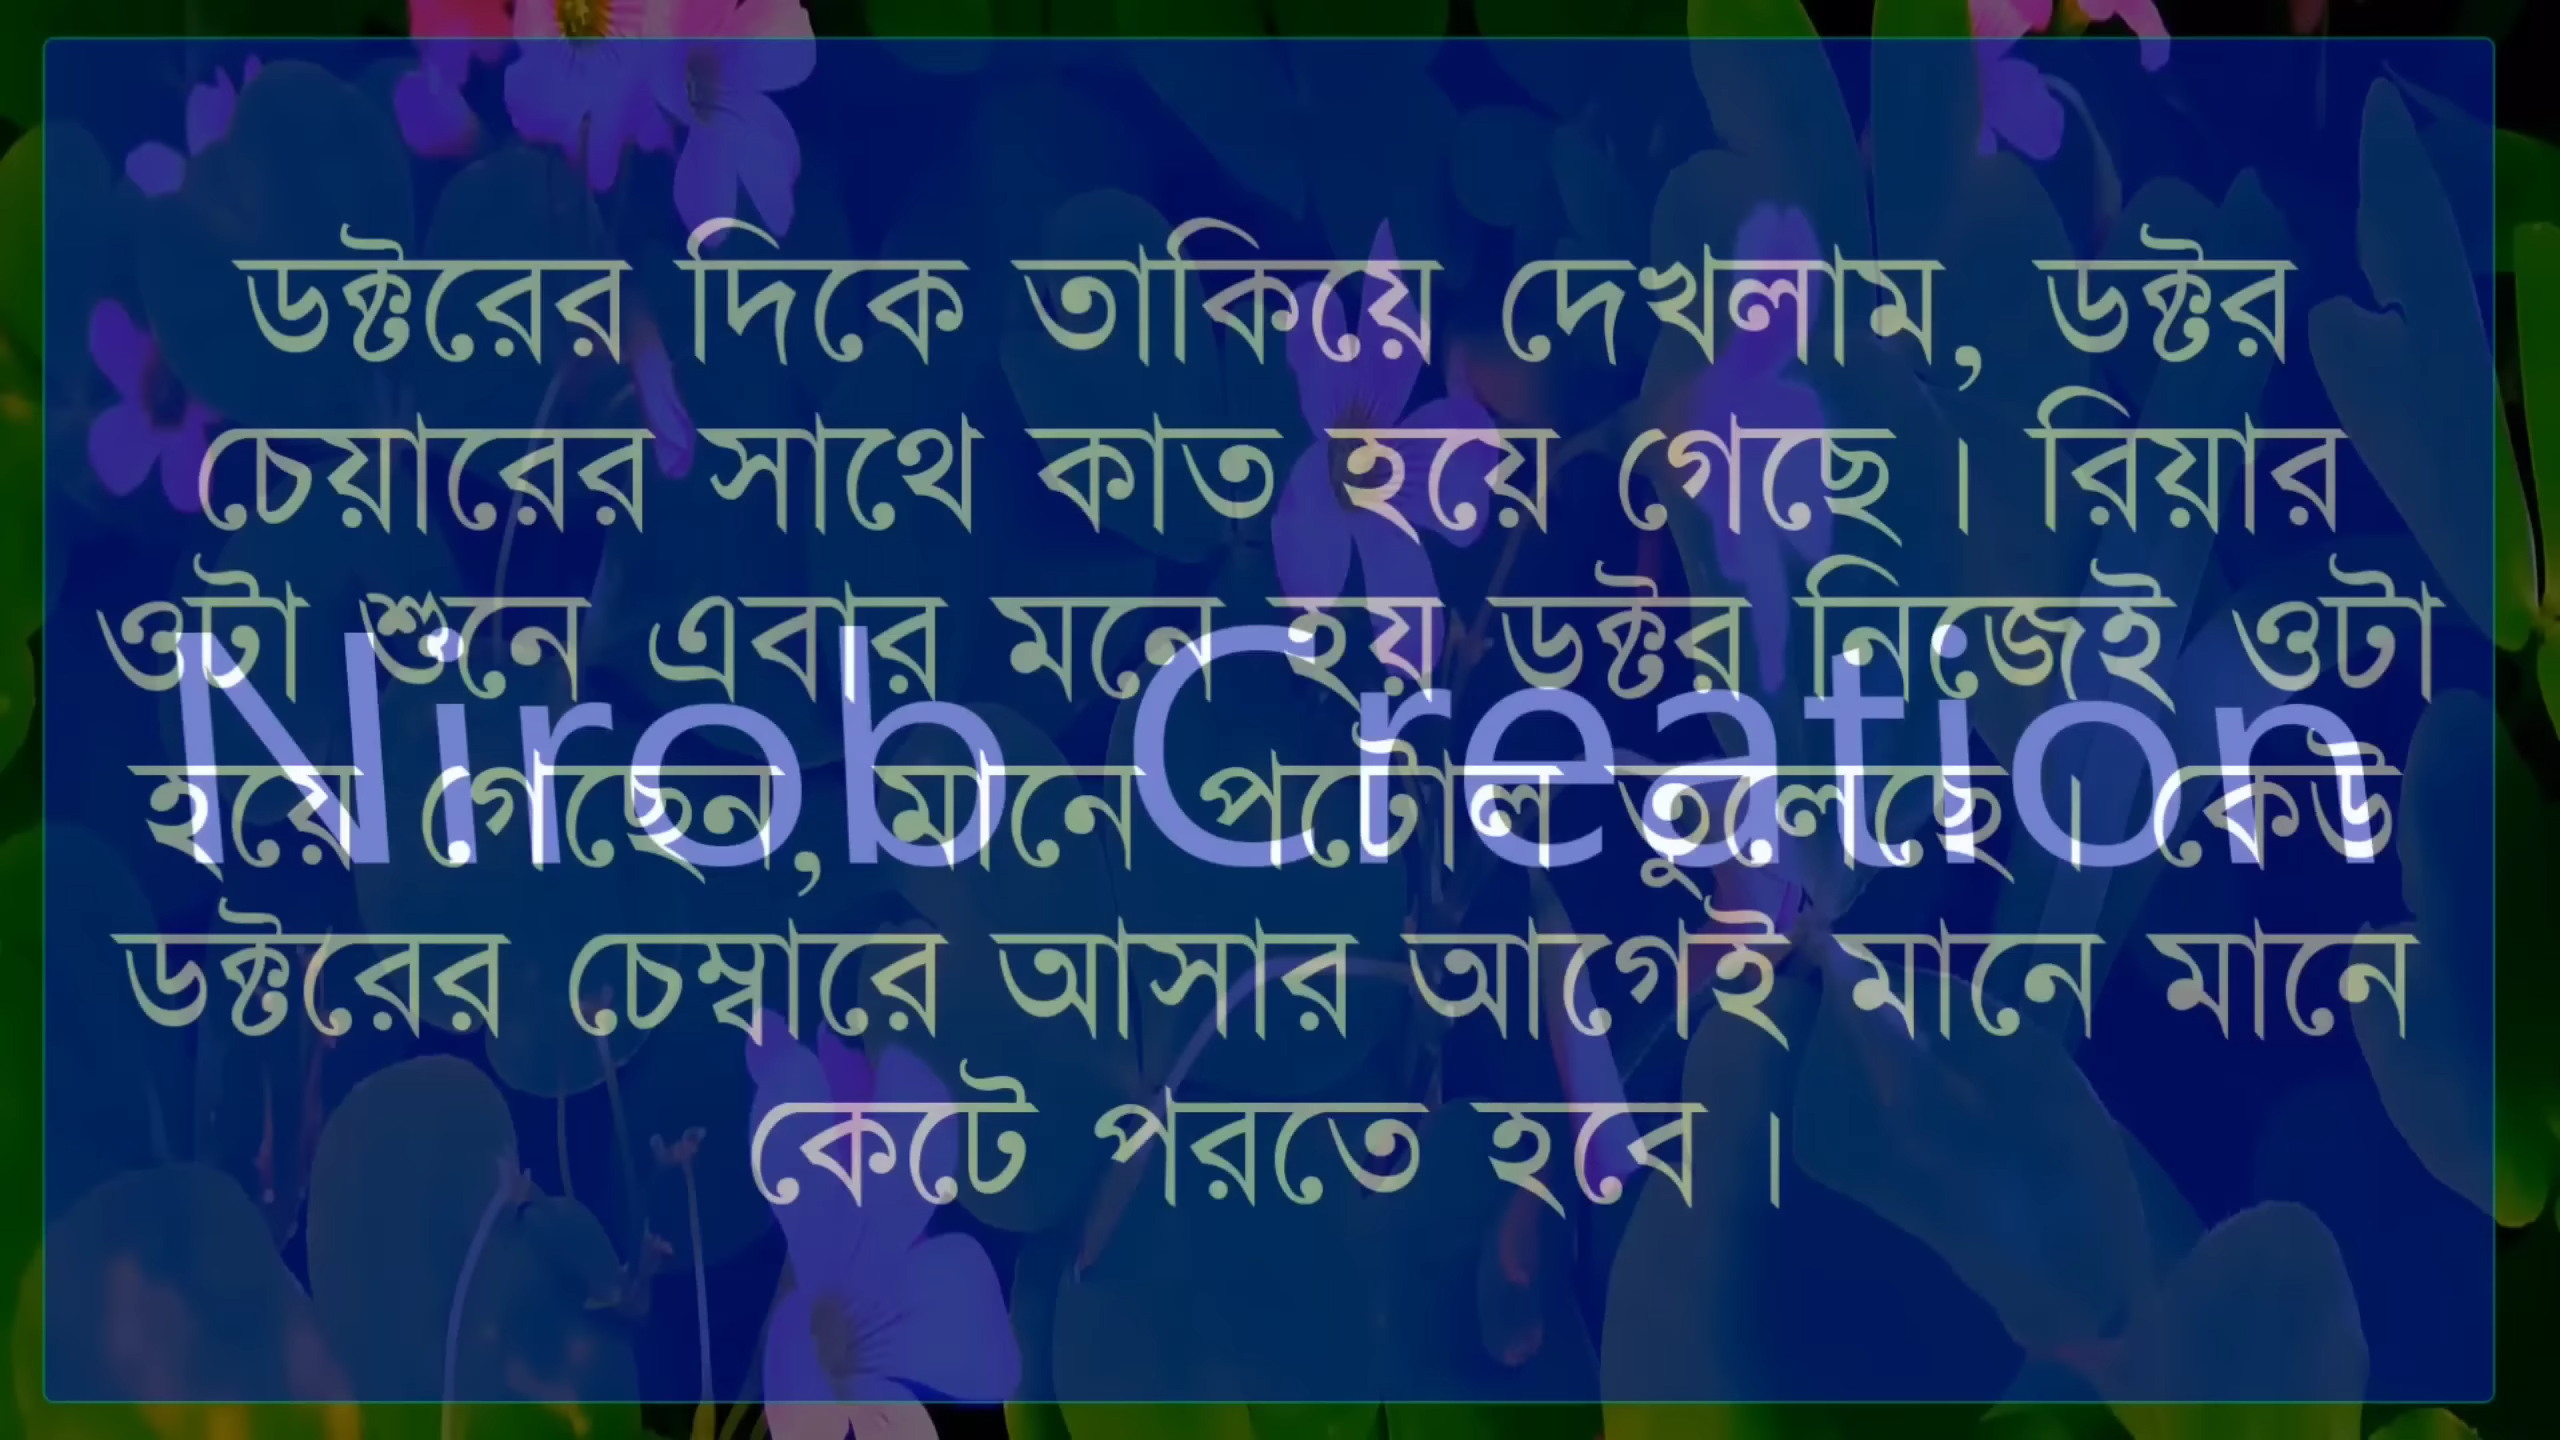 ডক্টরের দিকে তাকিয়ে দেখলাম, ডক্টর
চেয়ারের সাথে কাত হয়ে গেছে। রিয়ার
ওটা শুনে এবার মনে হয় ডক্টর নিজেই ওটা
Nirob Creation
হয়ে গেছেন, মানে পটোল তুলেছে। কেউ
ডক্টরের চেম্বারে আসার আগেই মানে মানে
কেটে পরতে হবে।